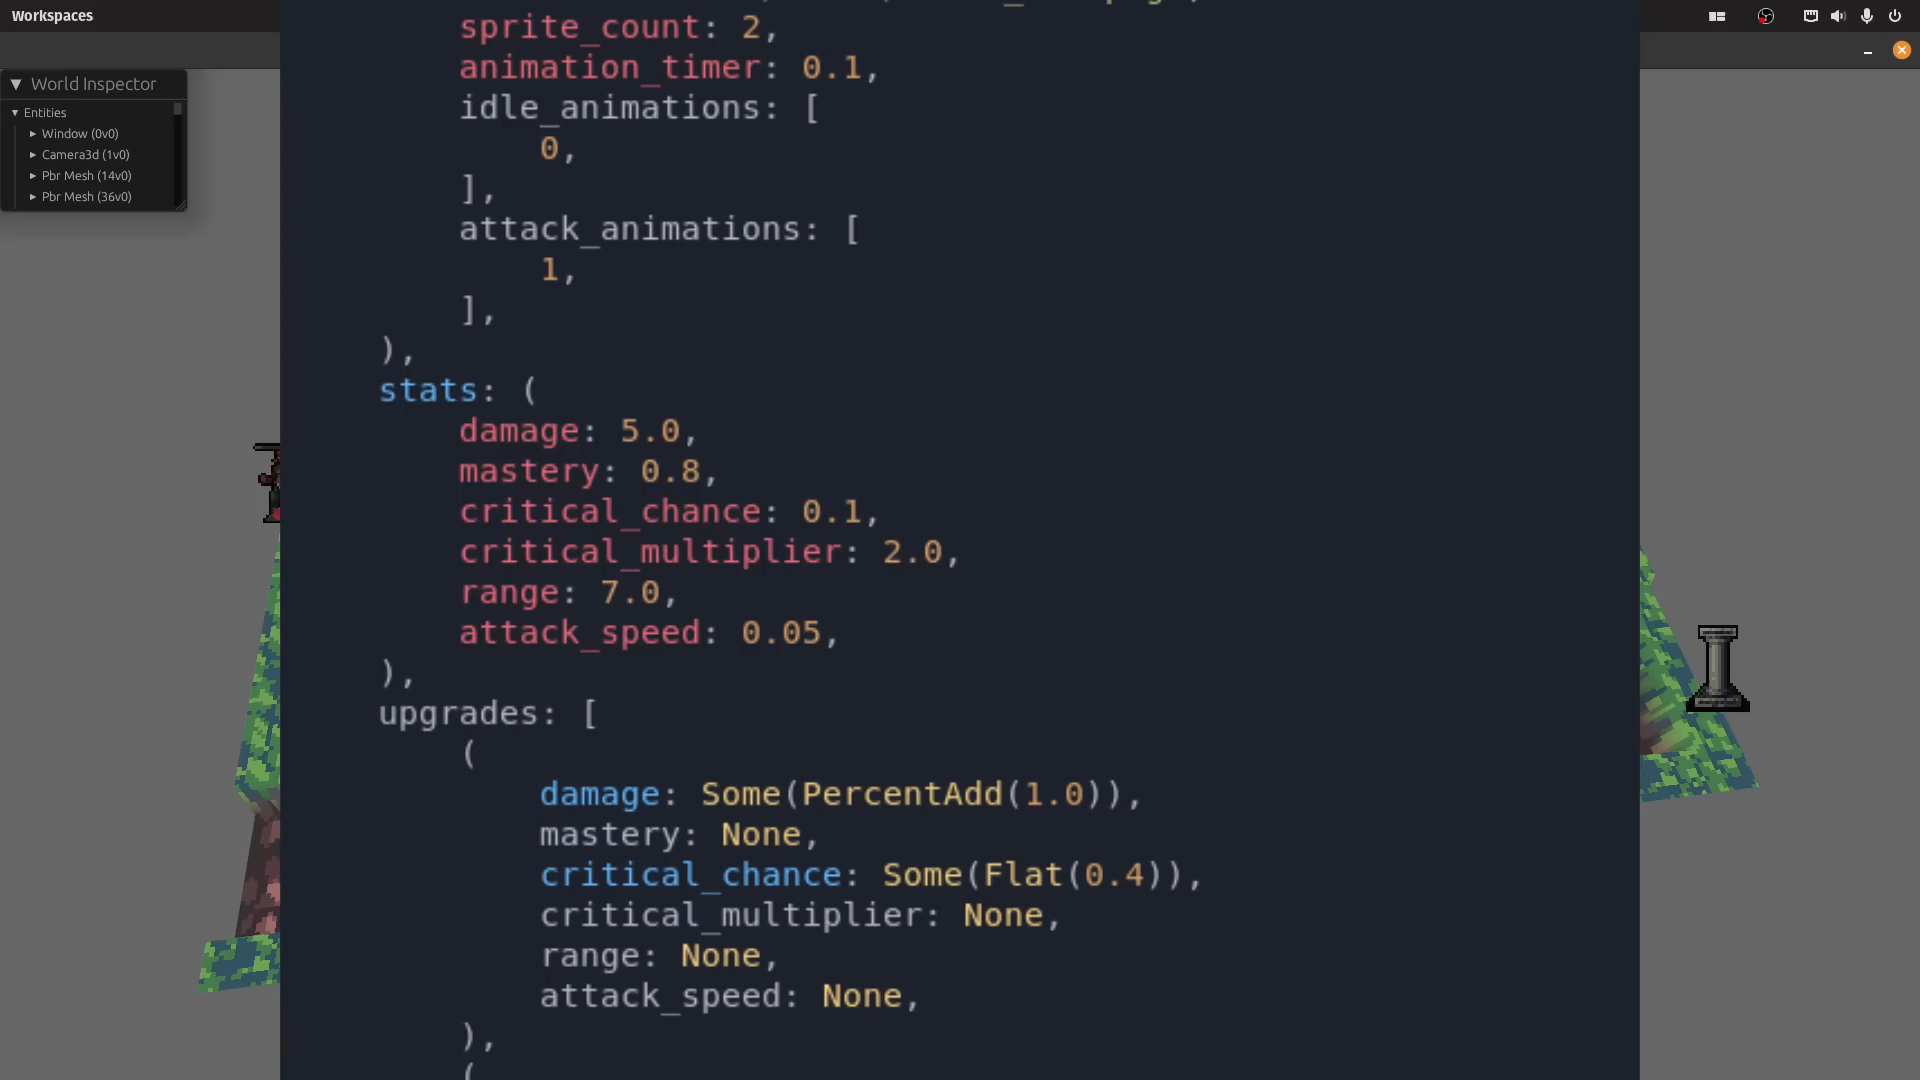 Workspaces
▼ World Inspector
▼ Entities
▸ Window (0v0)
▸ Camera3d (1v0)
▸ Pbr Mesh (14v0)
▸ Pbr Mesh (36v0)
sprite_count: 2,
animation_timer: 0.1,
idle_animations: [
0,
],
attack_animations: [
1,
],
),
stats: (
damage: 5.0,
mastery: 0.8,
critical_chance: 0.1,
critical_multiplier: 2.0,
range: 7.0,
attack_speed: 0.05,
),
upgrades: [
(
damage: Some(PercentAdd(1.0)),
mastery: None,
critical_chance: Some(Flat(0.4)),
critical_multiplier: None,
range: None,
attack_speed: None,
),
(